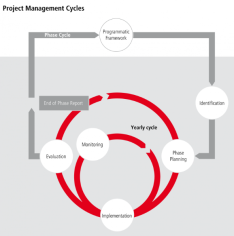 Project Management Cycles
Phase Cycle
Programmatic
Framework
End of Phase Report
Identification
Yearly cycle
Monitoring
Evaluation
Phase
Planning
Implementation